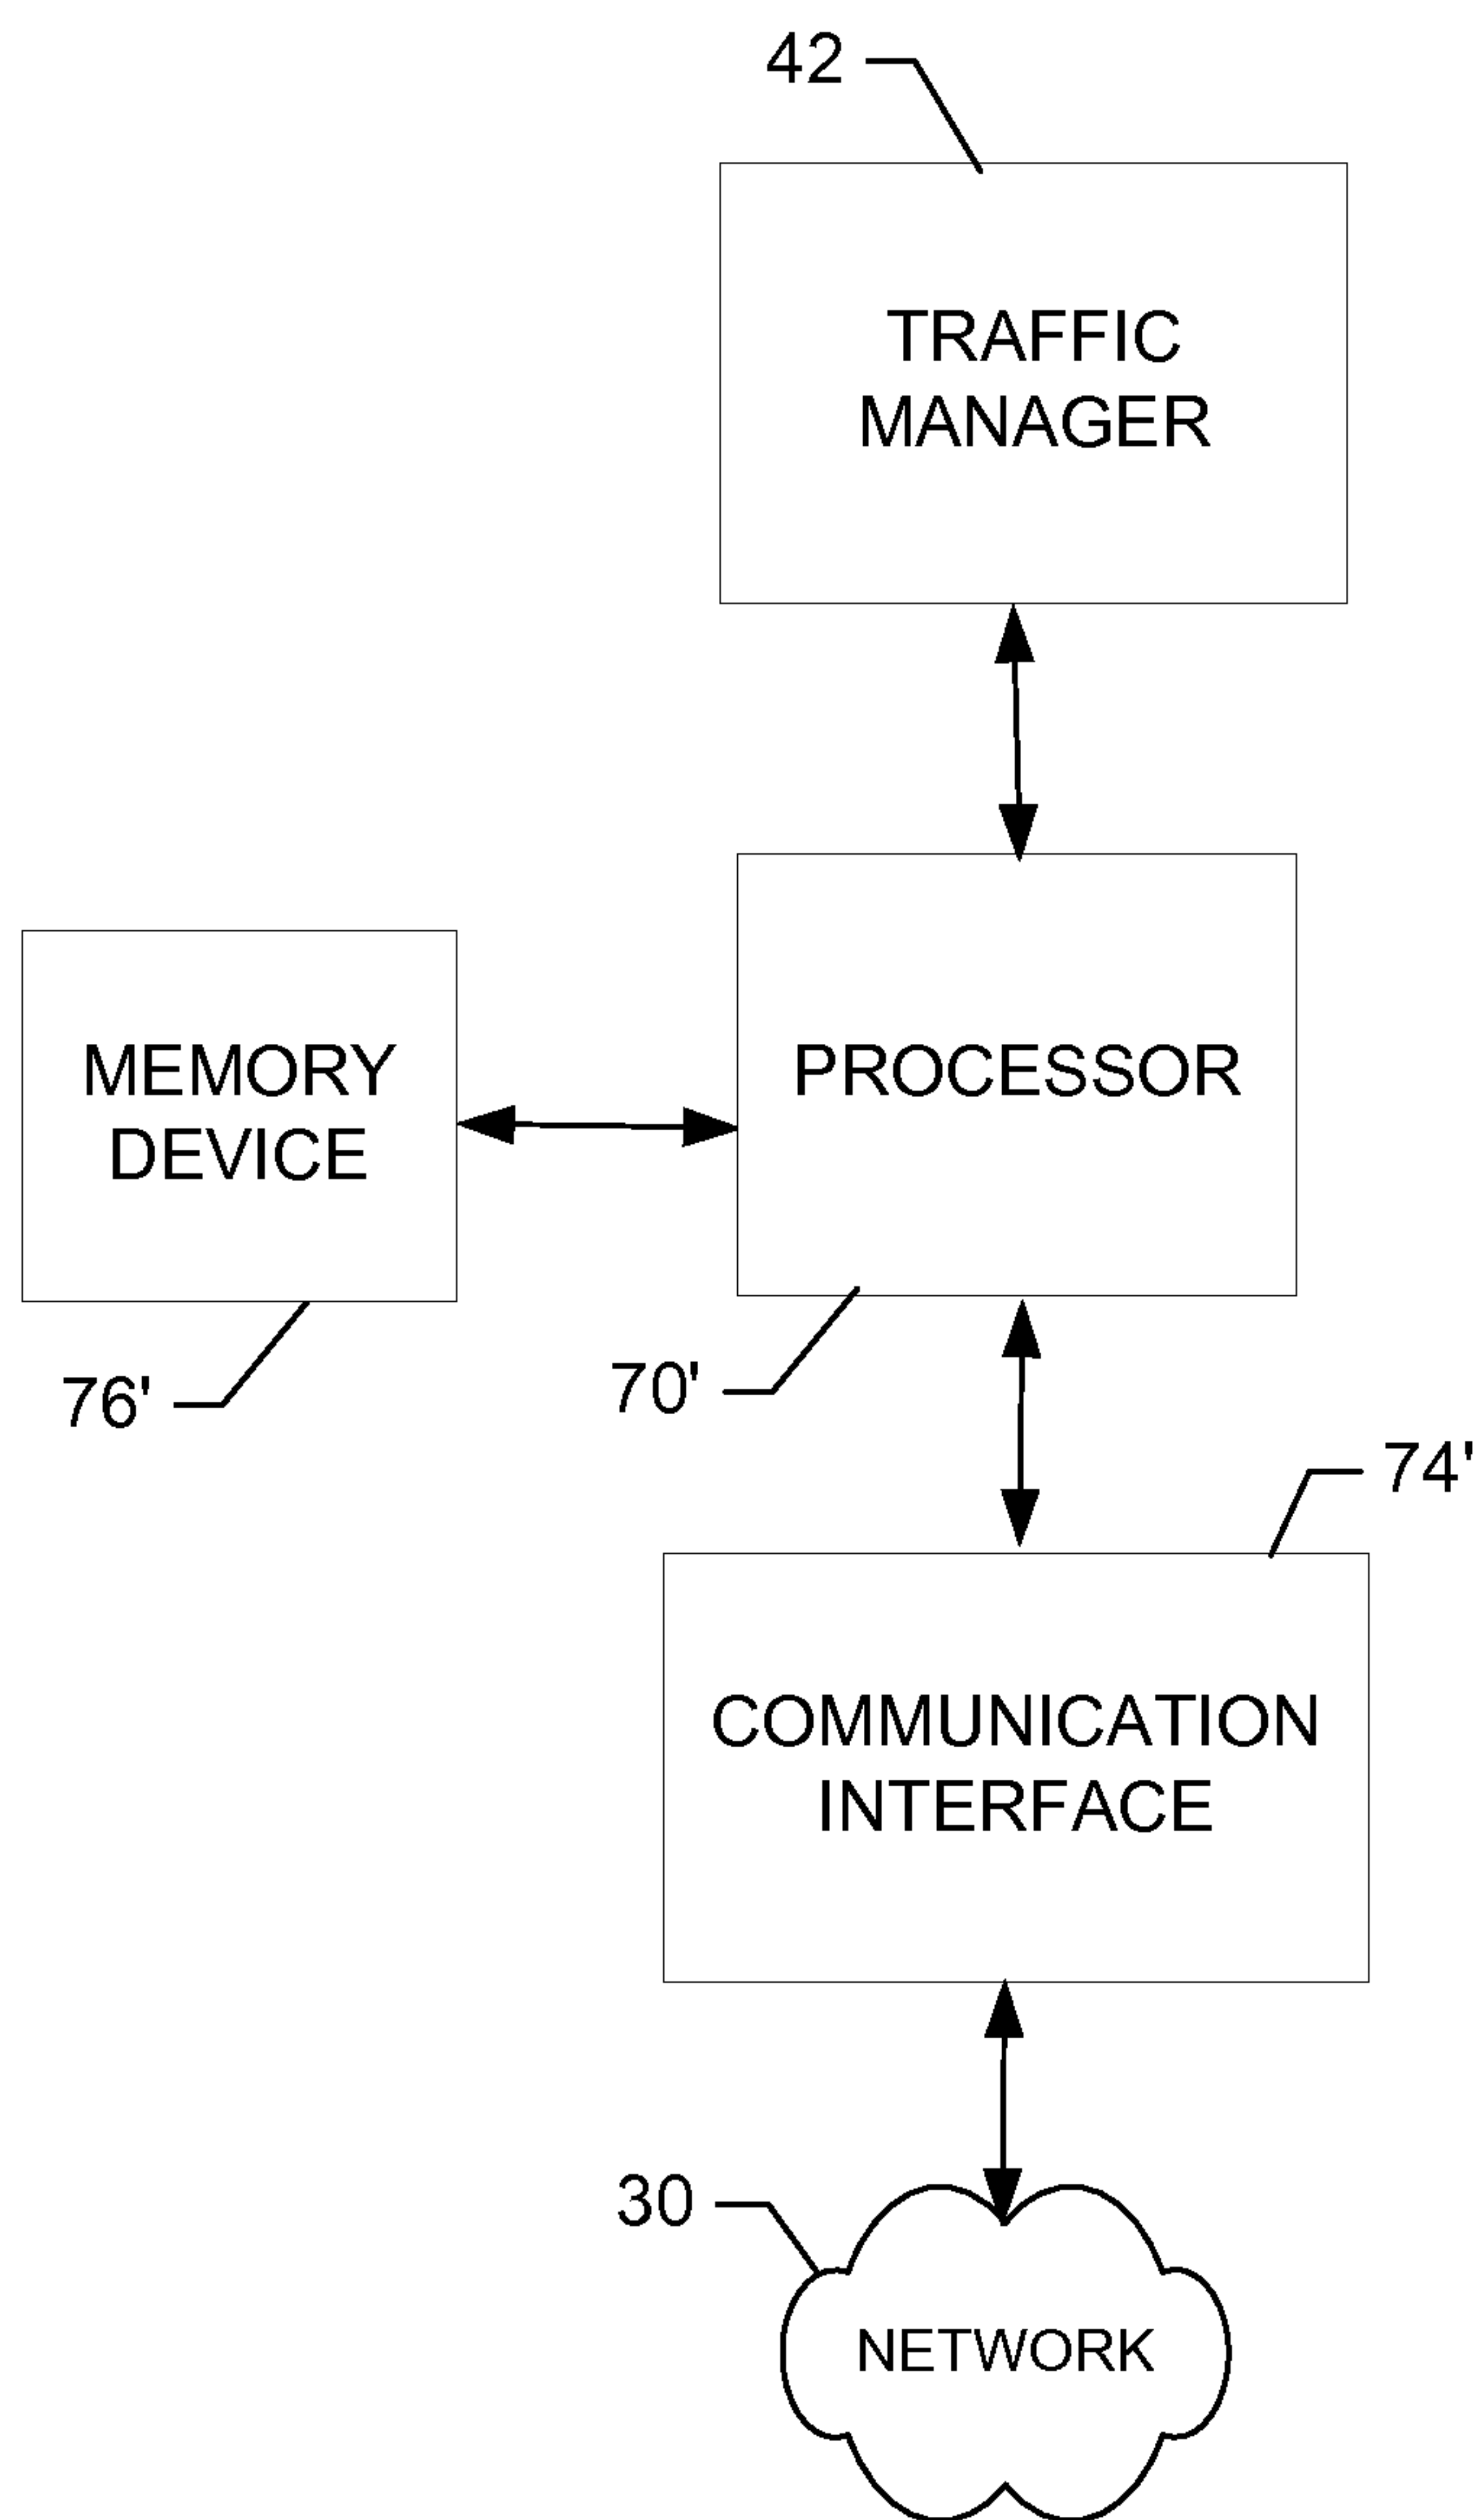 42
TRAFFIC
MANAGER
MEMORY
DEVICE
PROCESSOR
76'
70'
74'
COMMUNICATION
INTERFACE
30
NETWORK